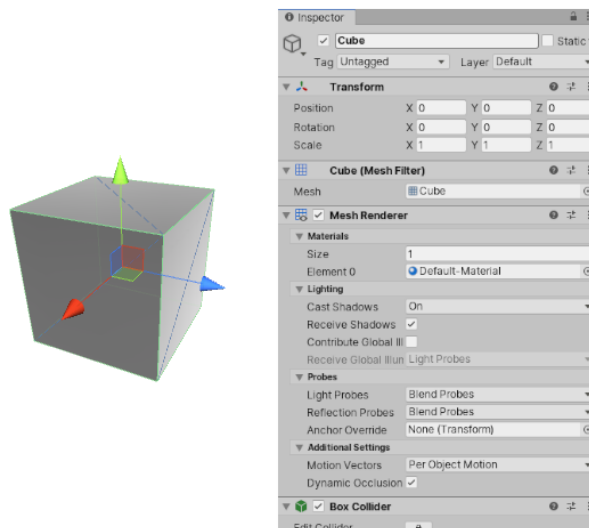 Inspector
Cube Static
Tag Untagged Layer Default
Transform
Position X 0 Y 0 Z 0
Rotation X 0 Y 0 Z 0
Scale X 1 Y 1 Z 1
Cube (Mesh Filter)
Mesh Cube
Mesh Renderer
Materials
Size 1
Element 0 Default-Material
Lighting
Cast Shadows On
Receive Shadows
Contribute Global Ill
Receive Global Illun Light Probes
Probes
Light Probes Blend Probes
Reflection Probes Blend Probes
Anchor Override None (Transform)
Additional Settings
Motion Vectors Per Object Motion
Dynamic Occlusion
Box Collider
Edit Collider